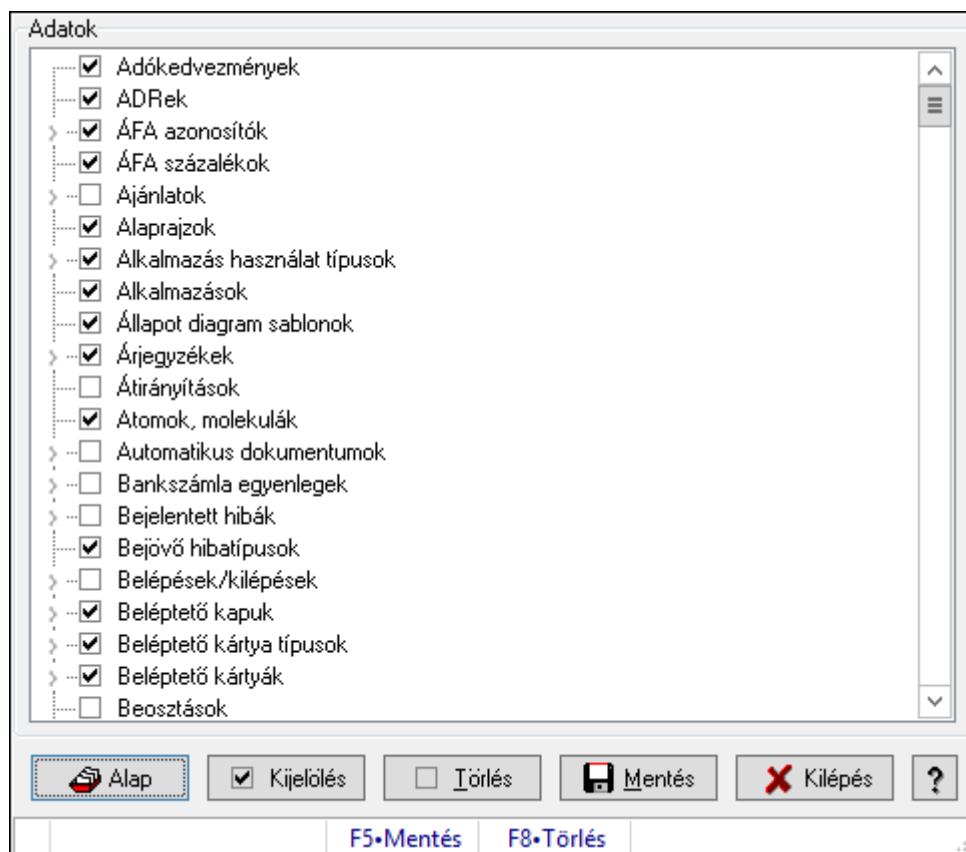 Adatok
Adókedvezmények
ADRek
ÁFA azonosítók
ÁFA százalékok
Ajánlatok
Alaprajzok
Alkalmazás használat típusok
Alkalmazások
Állapot diagram sablonok
Árjegyzékek
Átirányítások
Atomok, molekulák
Automatikus dokumentumok
Bankszámla egyenlegek
Bejelentett hibák
Bejövő hibatípusok
Belépések/kilépések
Beléptető kapuk
Beléptető kártya típusok
Beléptető kártyák
Beosztások
Alap Kijelölés Törlés Mentés Kilépés ?
F5•Mentés F8•Törlés